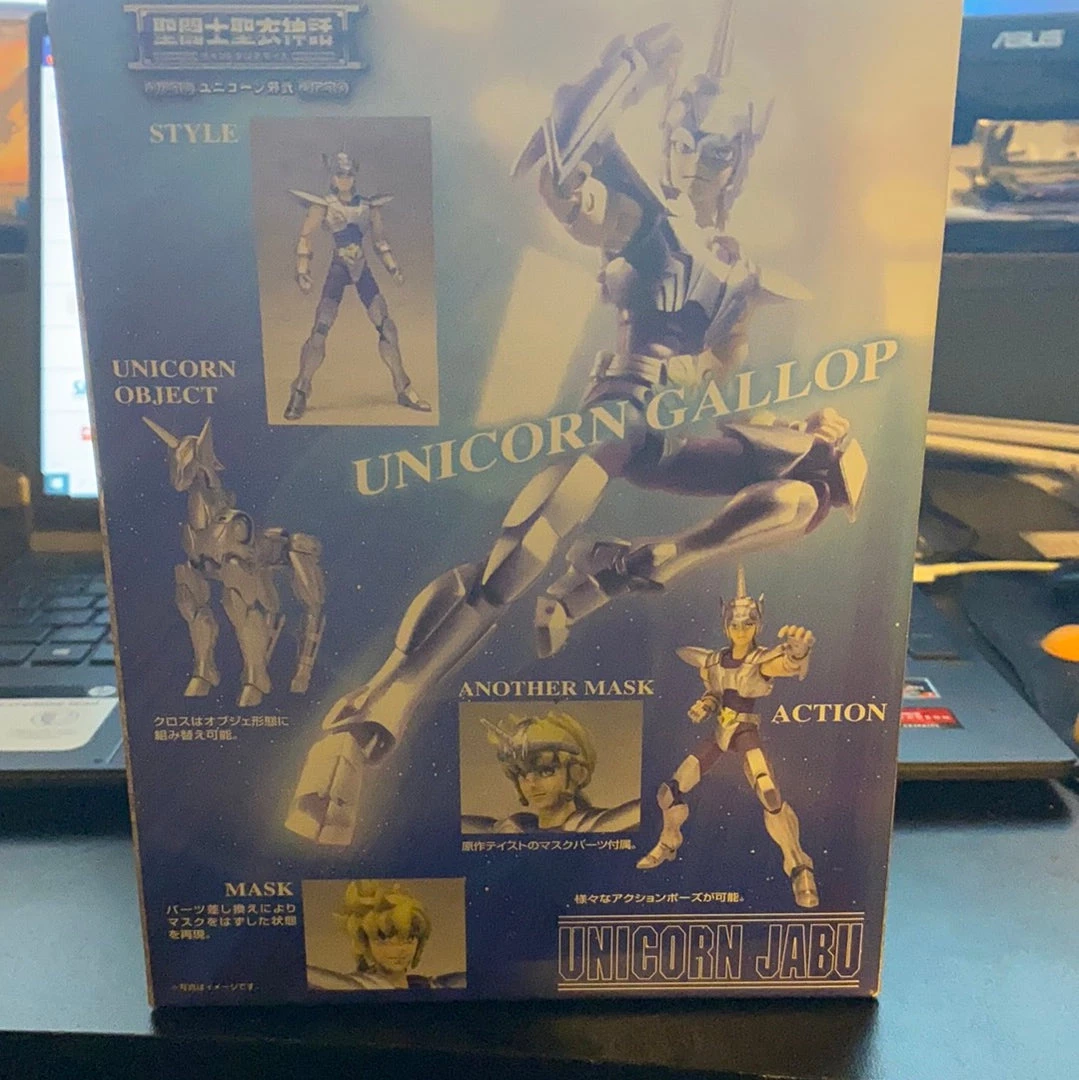 聖闘士聖衣神話
ユニコーン邪武
STYLE
UNICORN
OBJECT
UNICORN GALLOP
クロスはオブジェ形態に
組み替え可能。
ANOTHER MASK
ACTION
原作テイストのマスクパーツ付属。
MASK
パーツ差し換えにより
マスクをはずした状態
を再現。
様々なアクションポーズが可能。
UNICORN JABU
※写真はイメージです。
ASUS